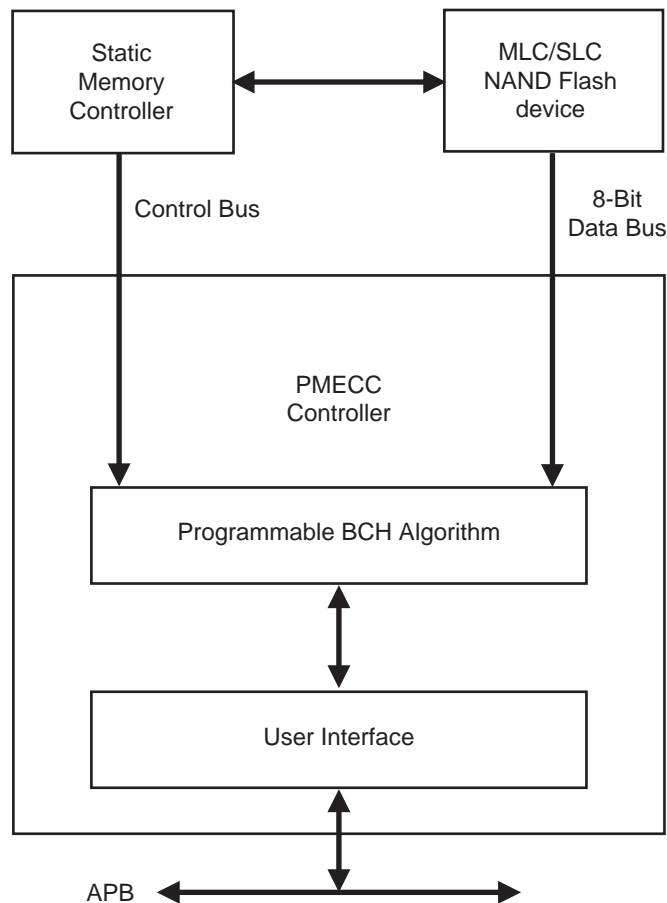 Static
Memory
Controller
MLC/SLC
NAND Flash
device
Control Bus
8-Bit
Data Bus
PMECC
Controller
Programmable BCH Algorithm
User Interface
APB